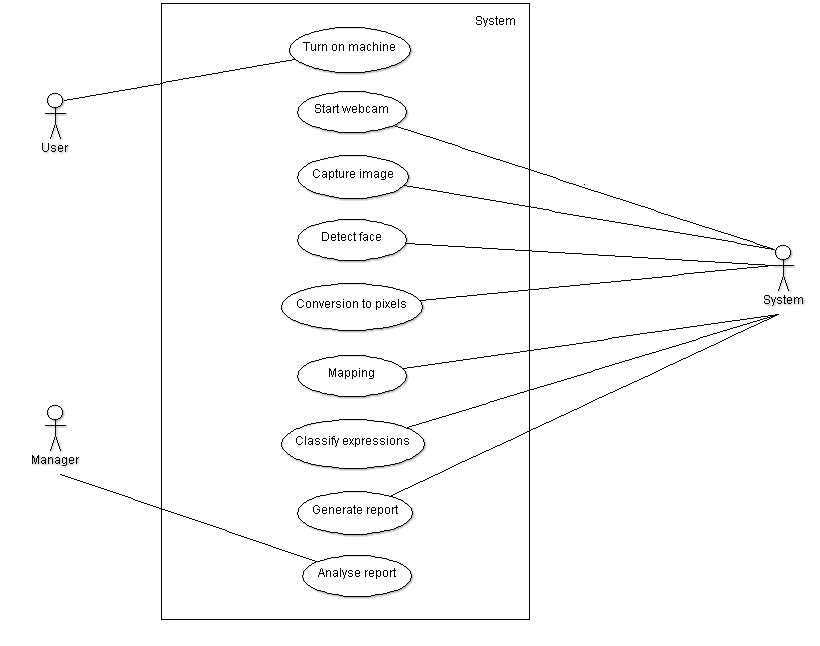 System
Turn on machine
Start webcam
User
Capture image
Detect face
Conversion to pixels
System
Mapping
Classify expressions
Manager
Generate report
Analyse report